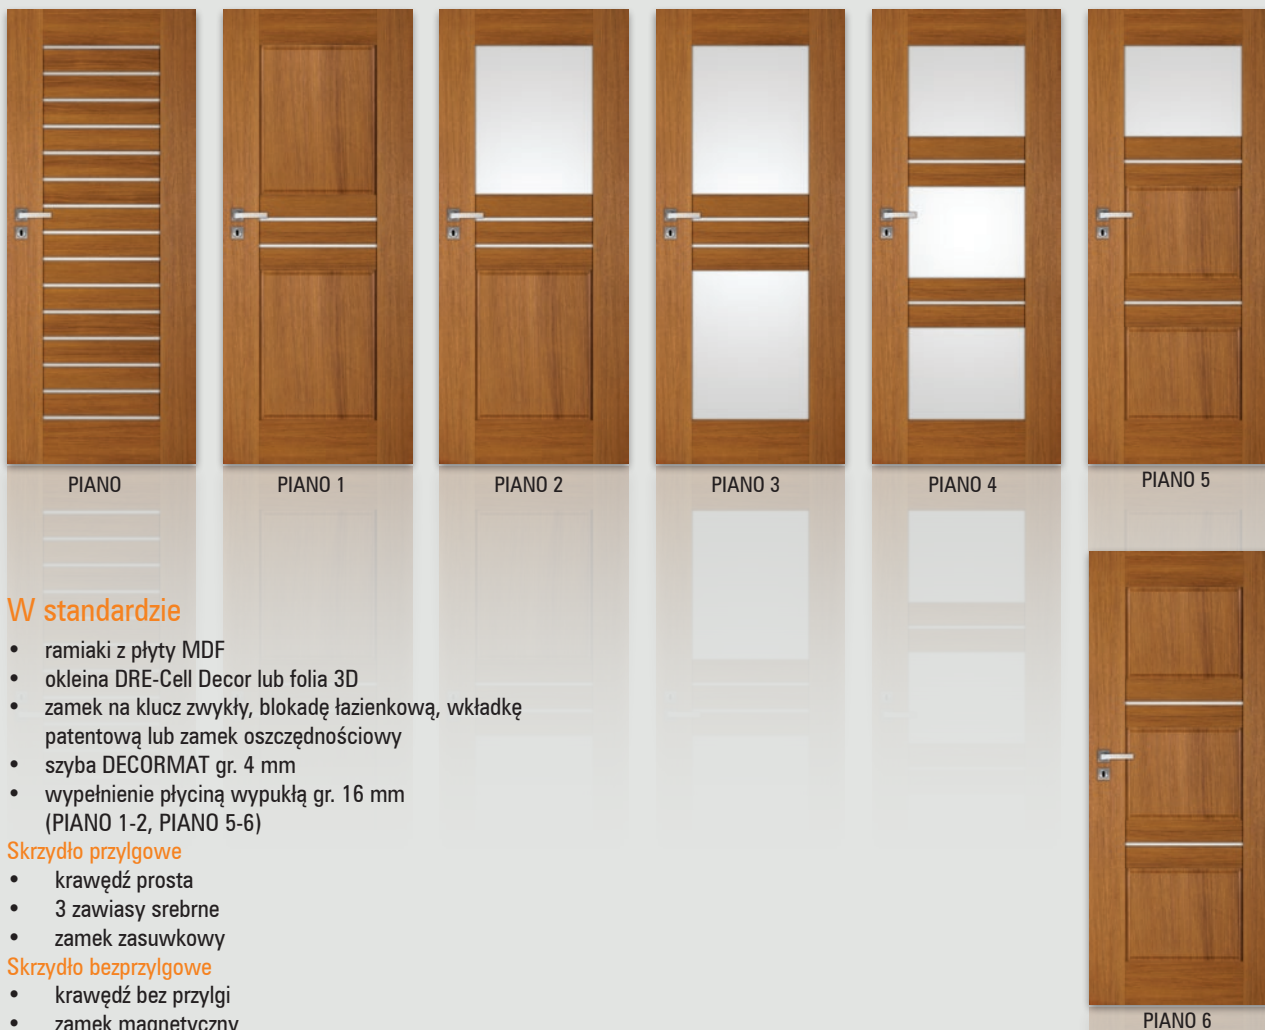 PIANO
PIANO 1
PIANO 2
PIANO 3
PIANO 4
PIANO 5
W standardzie
• ramiaki z płyty MDF
• okleina DRE-Cell Decor lub folia 3D
• zamek na klucz zwykły, blokadę łazienkową, wkładkę
patentową lub zamek oszczędnościowy
• szyba DECORMAT gr. 4 mm
• wypełnienie płyciną wypukłą gr. 16 mm
(PIANO 1-2, PIANO 5-6)
Skrzydło przylgowe
• krawędź prosta
• 3 zawiasy srebrne
• zamek zasuwkowy
Skrzydło bezprzylgowe
• krawędź bez przylgi
• zamek magnetyczny
PIANO 6